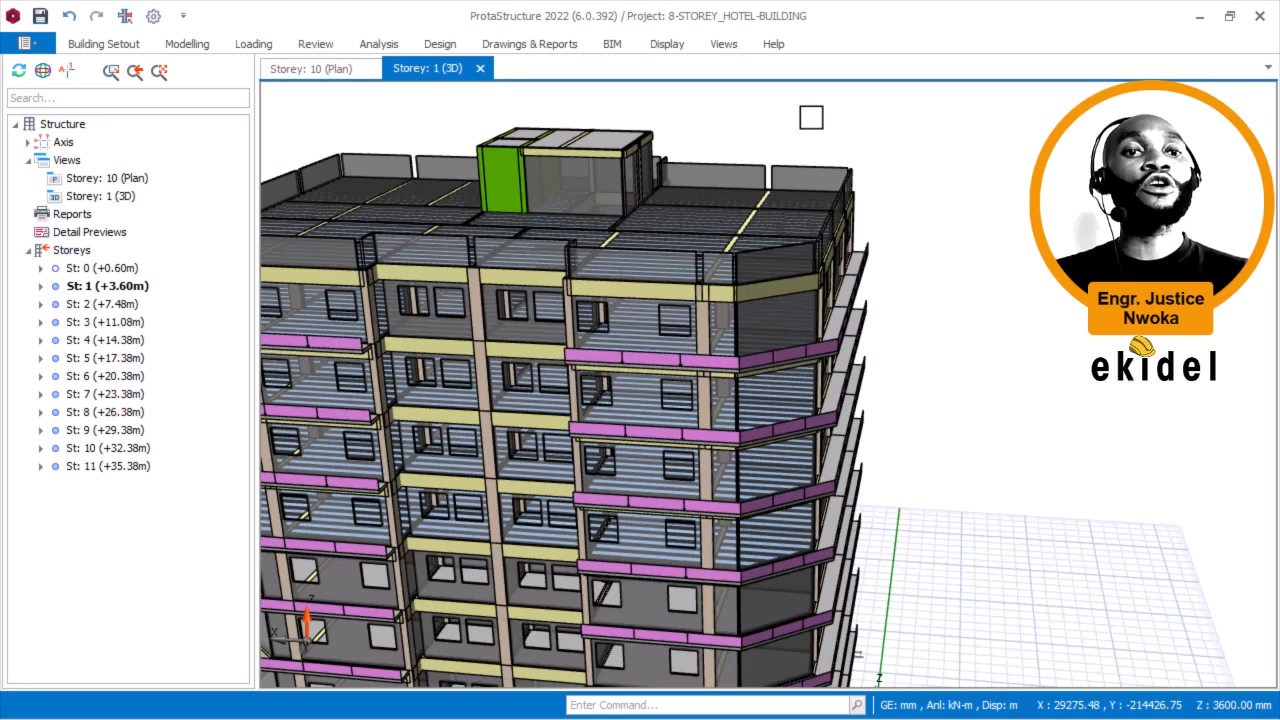 ProtaStructure 2022 (6.0.392) / Project: 8-STOREY_HOTEL-BUILDING
Building Setout
Modelling
Loading
Review
Analysis
Design
Drawings & Reports
BIM
Display
Views
Help
Storey: 10 (Plan)
Storey: 1 (3D)
Search...
Structure
Axis
Views
Storey: 10 (Plan)
Storey: 1 (3D)
Reports
Detail Previews
Storeys
St: 0 (+0.60m)
St: 1 (+3.60m)
St: 2 (+7.48m)
St: 3 (+11.08m)
St: 4 (+14.38m)
St: 5 (+17.38m)
St: 6 (+20.38m)
St: 7 (+23.38m)
St: 8 (+26.38m)
St: 9 (+29.38m)
St: 10 (+32.38m)
St: 11 (+35.38m)
Engr. Justice
Nwoka
ekidel
Z
X
Z
Enter Command...
GE: mm , Anl: kN-m , Disp: m
X : 29275.48 , Y : -214426.75
Z : 3600.00 mm